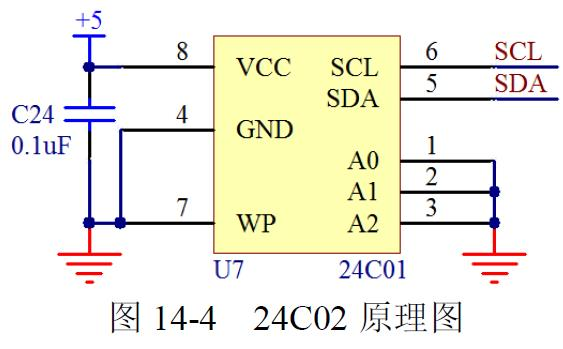 +5
8 VCC SCL 6 SCL
SDA 5 SDA
C24
0.1uF
4 GND
A0 1
A1 2
7 WP A2 3
U7 24C01
图 14-4 24C02 原理图